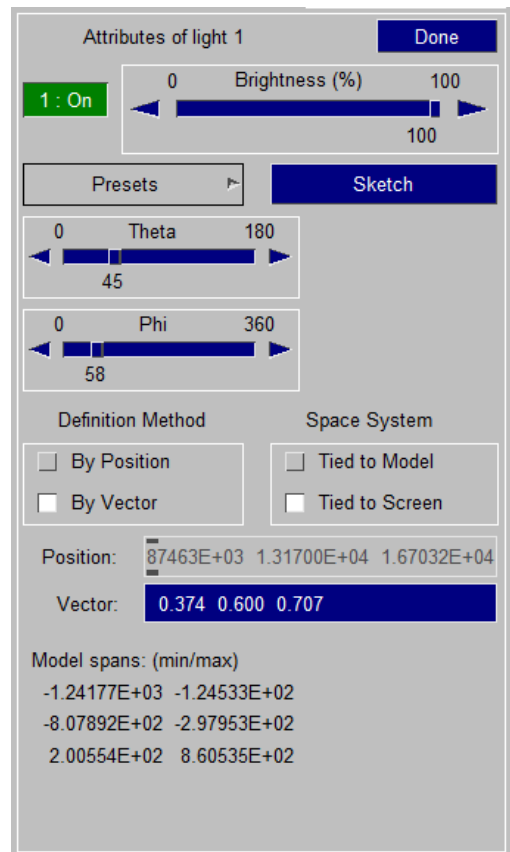 Attributes of light 1 Done
0 Brightness (%) 100
1 : On
100
Presets Sketch
0 Theta 180
45
0 Phi 360
58
Definition Method Space System
By Position Tied to Model
By Vector Tied to Screen
Position: 87463E+03 1.31700E+04 1.67032E+04
Vector: 0.374 0.600 0.707
Model spans: (min/max)
-1.24177E+03 -1.24533E+02
-8.07892E+02 -2.97953E+02
2.00554E+02 8.60535E+02